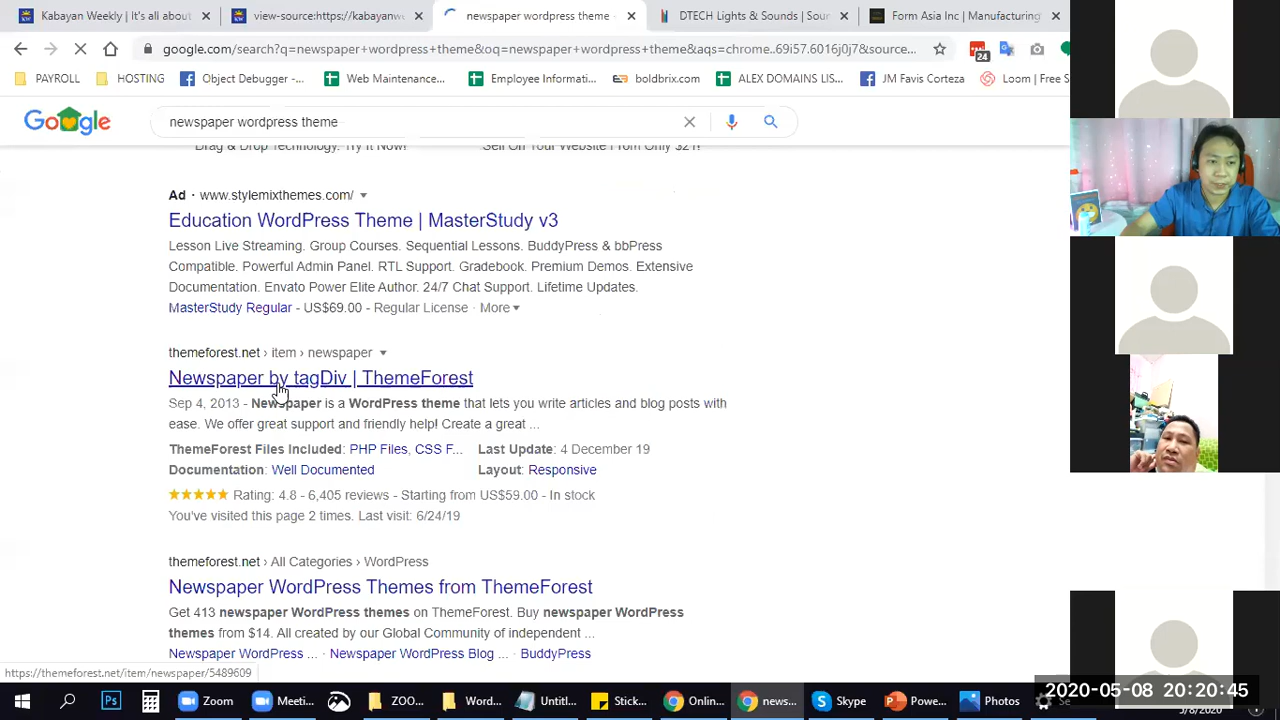 Kabayan Weekly | It's all about
view-source:https://kabayanw
newspaper wordpress theme -
DTECH Lights & Sounds | Soun
Form Asia Inc | Manufacturing
google.com/search?q=newspaper+wordpress+theme&oq=newspaper+wordpress+theme&aqs=chrome..69i57.6016j0j7&source...
24
PAYROLL
HOSTING
Object Debugger -...
Web Maintenance...
Employee Informati...
boldbrix.com
ALEX DOMAINS LIS...
JM Favis Corteza
Loom | Free S
Google
newspaper wordpress theme
Drag & Drop Technology. Try It Now!
Sell On Your Website From Only $21!
Ad · www.stylemixthemes.com/
Education WordPress Theme | MasterStudy v3
Lesson Live Streaming. Group Courses. Sequential Lessons. BuddyPress & bbPress
Compatible. Powerful Admin Panel. RTL Support. Gradebook. Premium Demos. Extensive
Documentation. Envato Power Elite Author. 24/7 Chat Support. Lifetime Updates.
MasterStudy Regular - US$69.00 - Regular License · More
themeforest.net › item › newspaper
Newspaper by tagDiv | ThemeForest
Sep 4, 2013 - Newspaper is a WordPress theme that lets you write articles and blog posts with
ease. We offer great support and friendly help! Create a great ...
ThemeForest Files Included: PHP Files, CSS F...
Last Update: 4 December 19
Documentation: Well Documented
Layout: Responsive
Rating: 4.8 - 6,405 reviews - Starting from US$59.00 - In stock
You've visited this page 2 times. Last visit: 6/24/19
themeforest.net › All Categories › WordPress
Newspaper WordPress Themes from ThemeForest
Get 413 newspaper WordPress themes on ThemeForest. Buy newspaper WordPress
themes from $14. All created by our Global Community of independent ...
Newspaper WordPress ... · Newspaper WordPress Blog ... · BuddyPress
https://themeforest.net/item/newspaper/5489609
Zoom
Meeti...
ZOO...
Word...
Untitl...
Stick...
Onlin...
news...
Skype
Powe...
Photos
Se
2020-05-08 20:20:45
5/8/2020